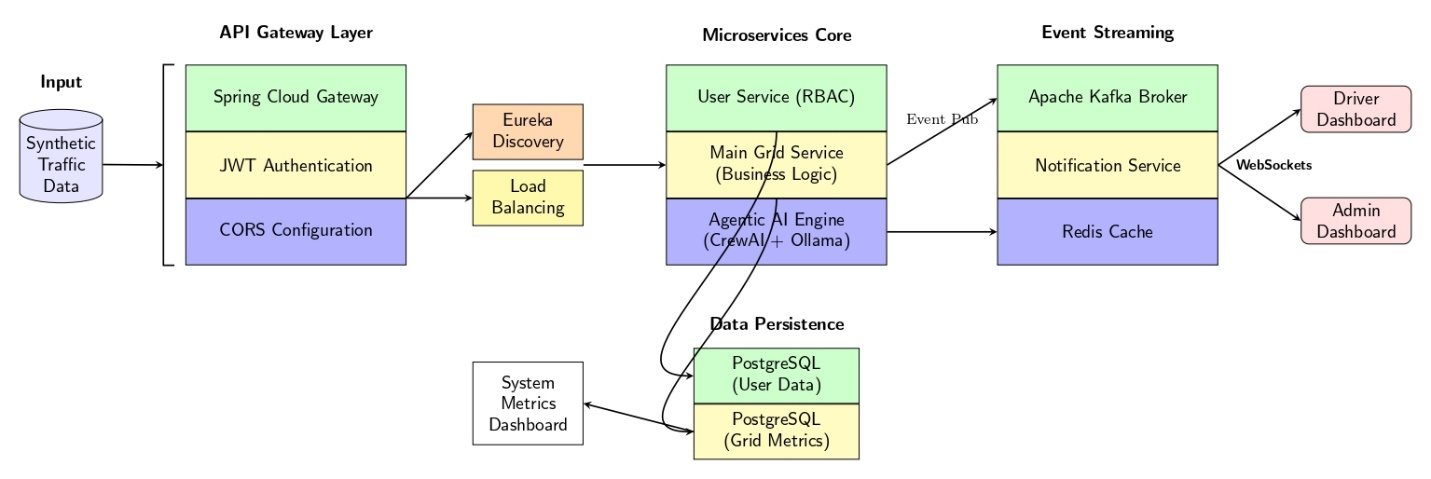 Input
Synthetic
Traffic
Data
API Gateway Layer
Spring Cloud Gateway
JWT Authentication
CORS Configuration
Eureka
Discovery
Load
Balancing
Microservices Core
User Service (RBAC)
Main Grid Service
(Business Logic)
Agentic AI Engine
(CrewAI + Ollama)
Event Pub
Event Streaming
Apache Kafka Broker
Notification Service
Redis Cache
WebSockets
Driver
Dashboard
Admin
Dashboard
Data Persistence
PostgreSQL
(User Data)
PostgreSQL
(Grid Metrics)
System
Metrics
Dashboard